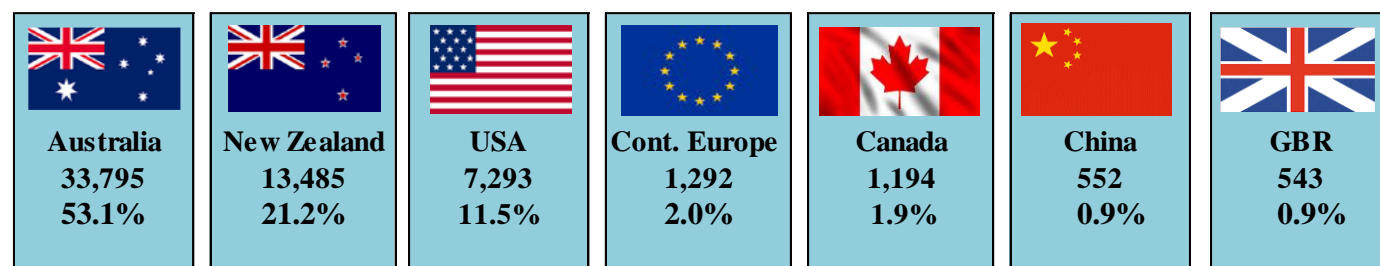 Australia
33,795
53.1%
New Zealand
13,485
21.2%
USA
7,293
11.5%
Cont. Europe
1,292
2.0%
Canada
1,194
1.9%
China
552
0.9%
GBR
543
0.9%